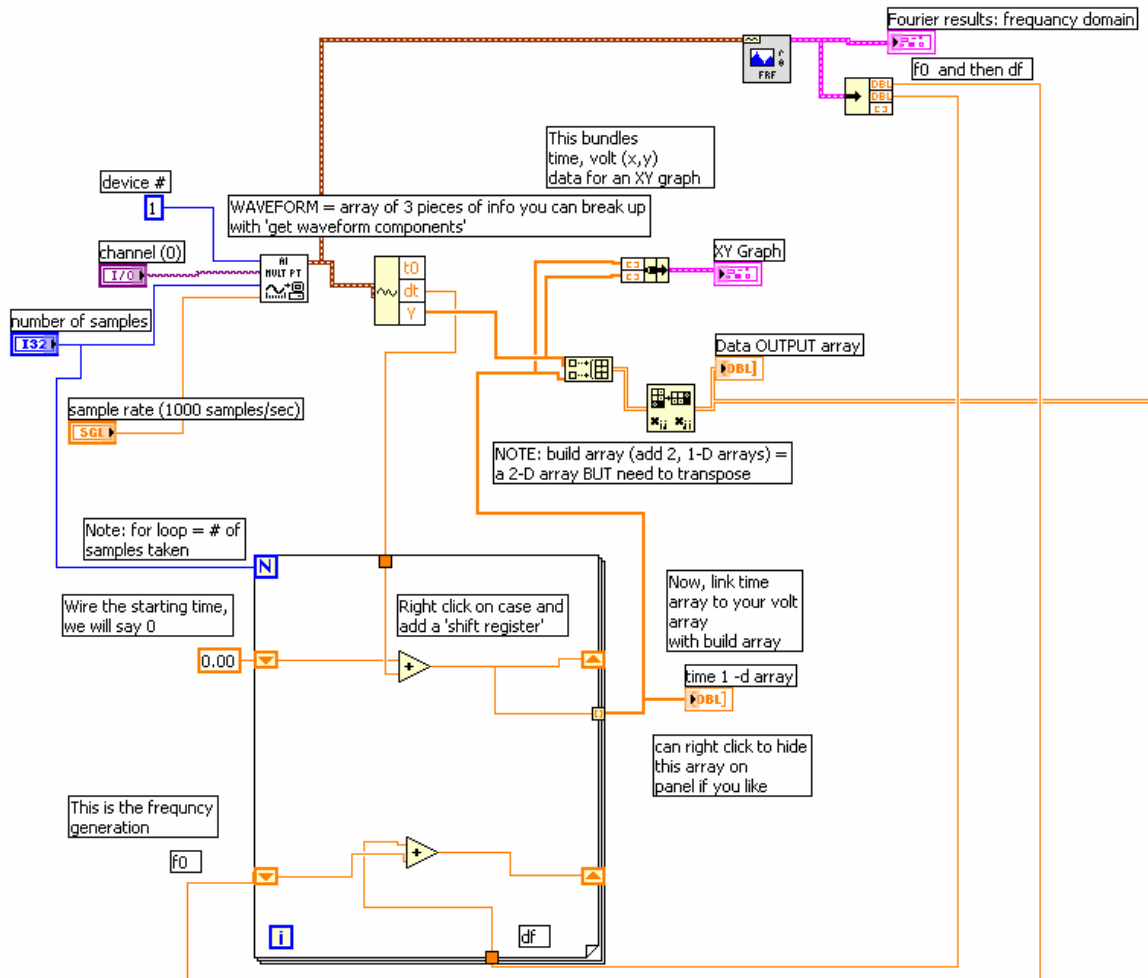 Fourier results: frequancy domain
f0 and then df
DBL
DBL
FRF
This bundles
time, volt (x,y)
data for an XY graph
device #
1
WAVEFORM = array of 3 pieces of info you can break up
with 'get waveform components'
channel (0)
I/O
AI
MULT PT
t0
dt
Y
XY Graph
number of samples
I32
Data OUTPUT array
DBL]
sample rate (1000 samples/sec)
SGL
NOTE: build array (add 2, 1-D arrays) =
a 2-D array BUT need to transpose
Note: for loop = # of
samples taken
N
Wire the starting time,
we will say 0
Right click on case and
add a 'shift register'
Now, link time
array to your volt
array
with build array
0.00
+
time 1 -d array
[DBL]
can right click to hide
this array on
panel if you like
This is the frequncy
generation
f0
+
i
df